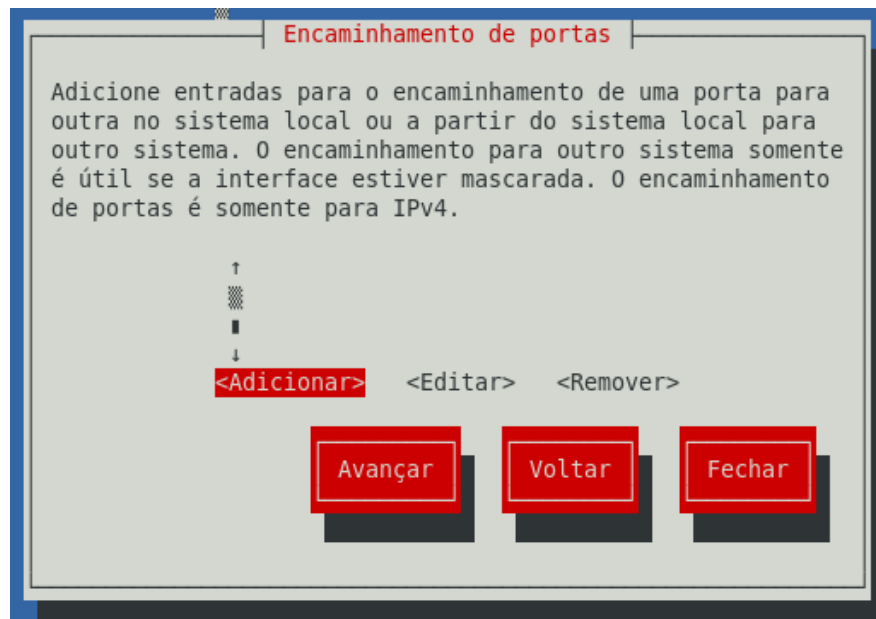 Encaminhamento de portas
Adicione entradas para o encaminhamento de uma porta para
outra no sistema local ou a partir do sistema local para
outro sistema. O encaminhamento para outro sistema somente
é útil se a interface estiver mascarada. O encaminhamento
de portas é somente para IPv4.
↑
↓
<Adicionar> <Editar> <Remover>
Avançar Voltar Fechar